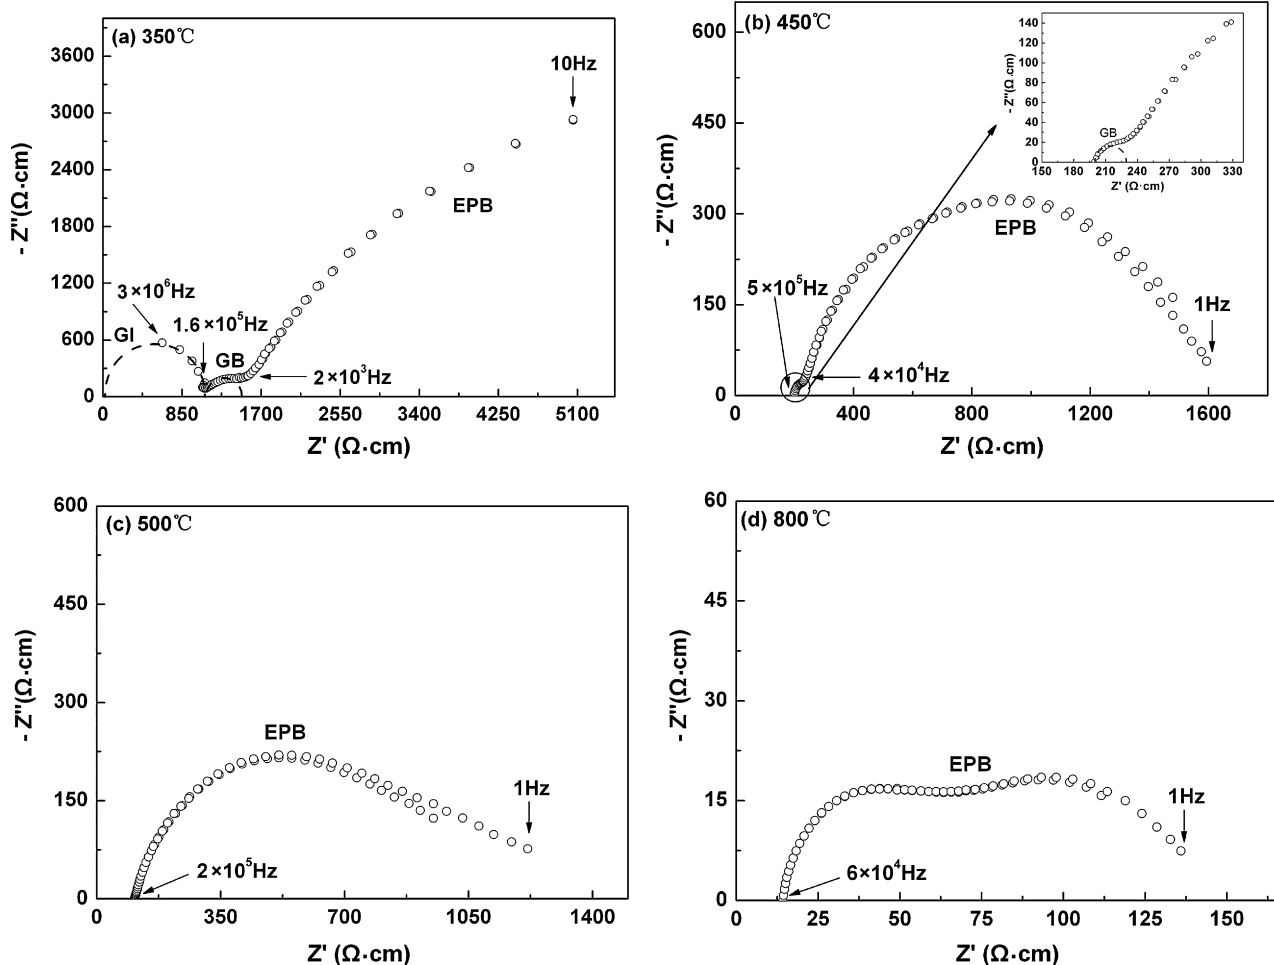 (a) 350℃
3600
3000
2400
1800
1200
600
0
- Z''(Ω·cm)
10Hz
EPB
3×10⁶Hz
1.6×10⁵Hz
GI
GB
2×10³Hz
0 850 1700 2550 3400 4250 5100
Z' (Ω·cm)
(b) 450℃
600
450
300
150
0
- Z''(Ω·cm)
140
120
100
80
60
40
20
0
- Z''(Ω.cm)
GB
150 180 210 240 270 300 330
Z' (Ω·cm)
EPB
5×10⁵Hz
1Hz
4×10⁴Hz
0 400 800 1200 1600
Z' (Ω·cm)
(c) 500℃
600
450
300
150
0
- Z''(Ω·cm)
EPB
1Hz
2×10⁵Hz
0 350 700 1050 1400
Z' (Ω·cm)
(d) 800℃
60
45
30
15
0
- Z''(Ω·cm)
EPB
1Hz
6×10⁴Hz
0 25 50 75 100 125 150
Z' (Ω·cm)